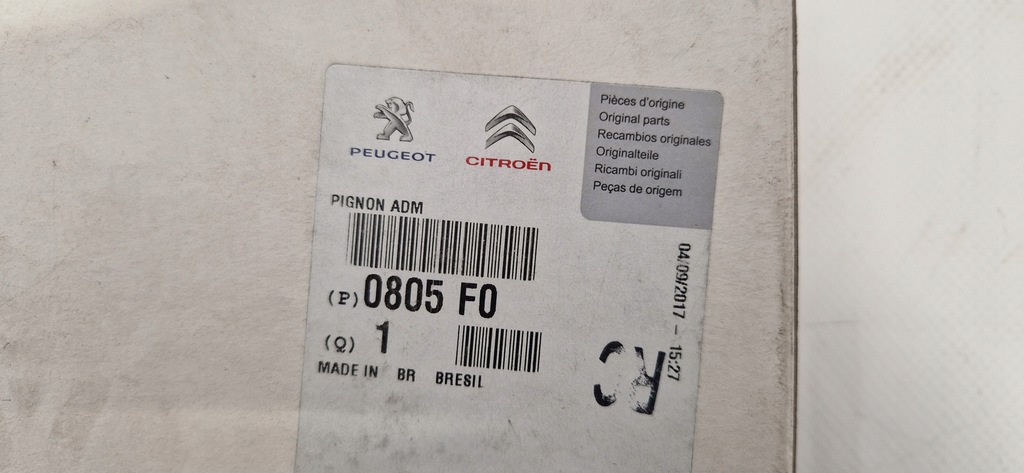 PEUGEOT
CITROËN
Pièces d'origine
Original parts
Recambios originales
Originalteile
Ricambi originali
Peças de origem
PIGNON ADM
(P) 0805 F0
(Q) 1
MADE IN BR BRESIL
04/09/2017 - 15:27